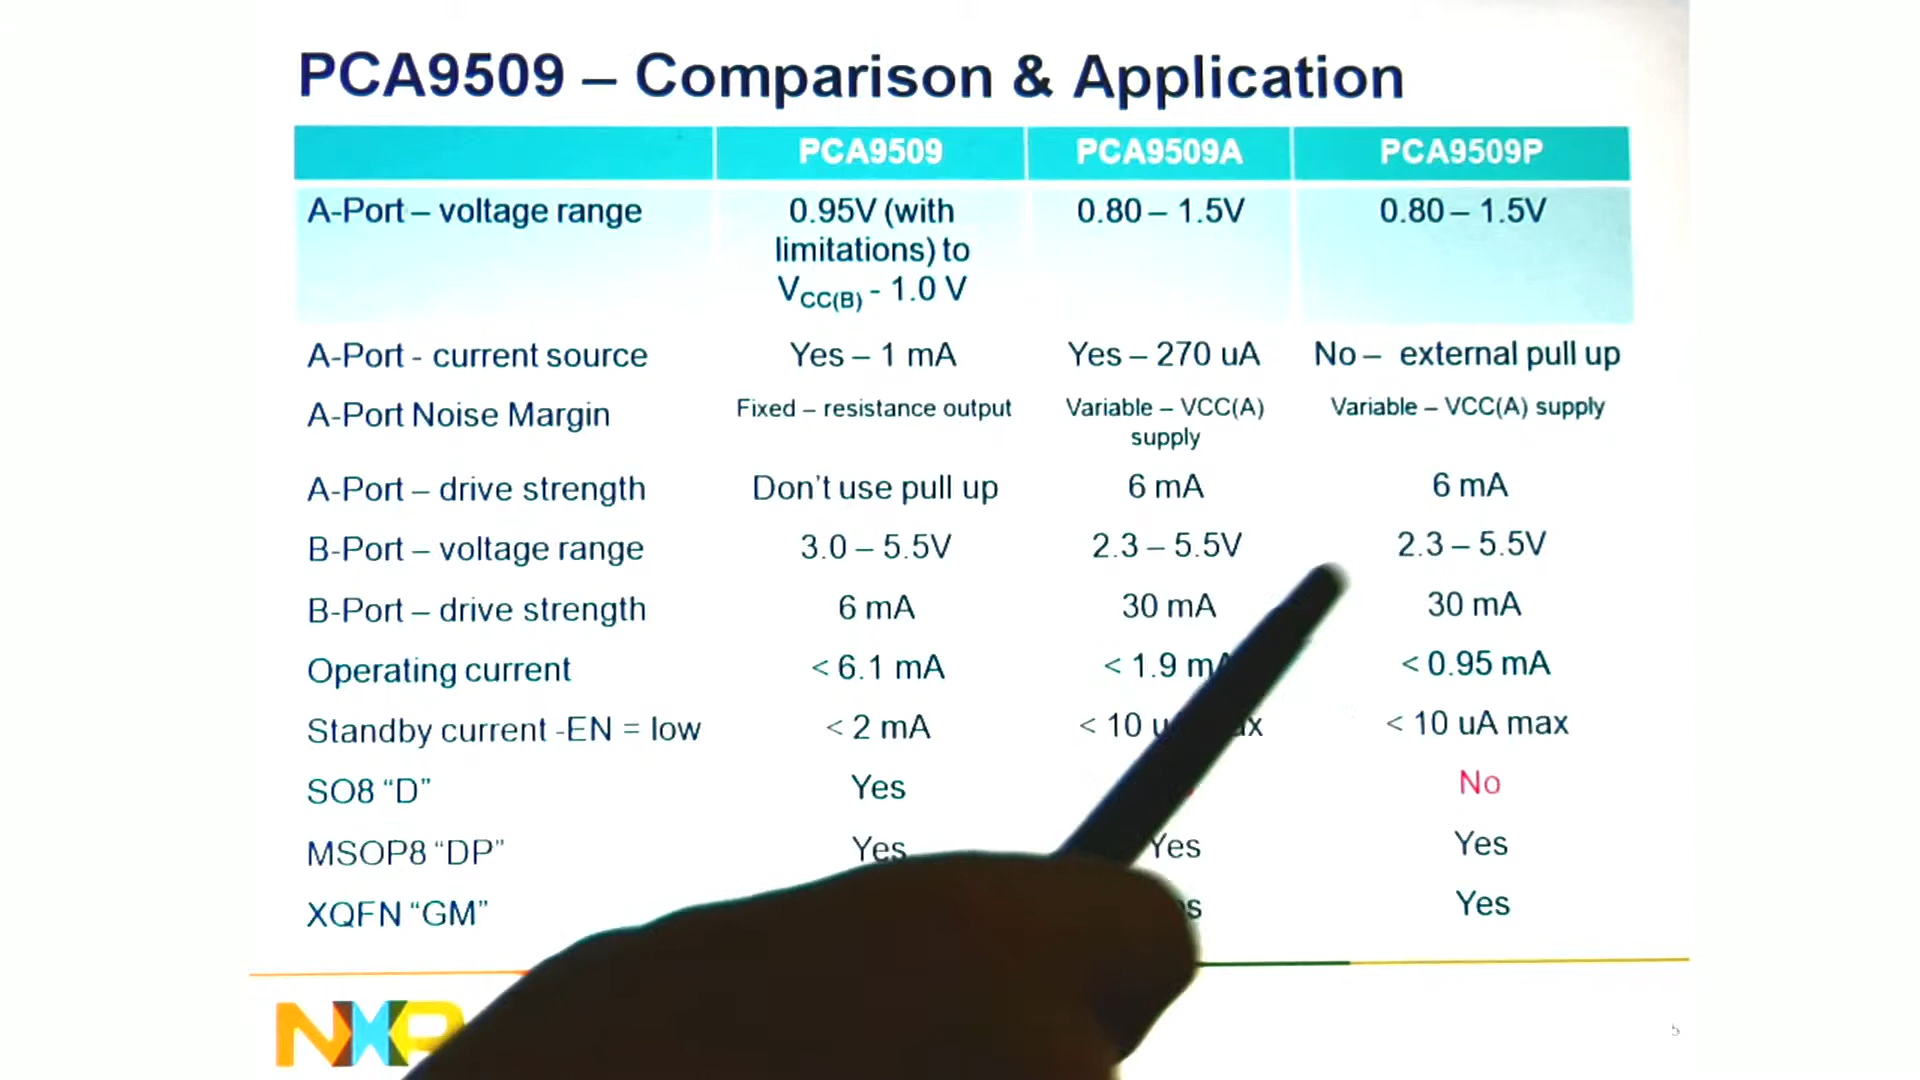 PCA9509 – Comparison & Application
PCA9509 PCA9509A PCA9509P
A-Port – voltage range 0.95V (with limitations) to VCC(B) - 1.0 V 0.80 – 1.5V 0.80 – 1.5V
A-Port - current source Yes – 1 mA Yes – 270 uA No – external pull up
A-Port Noise Margin Fixed – resistance output Variable – VCC(A) supply Variable – VCC(A) supply
A-Port – drive strength Don't use pull up 6 mA 6 mA
B-Port – voltage range 3.0 – 5.5V 2.3 – 5.5V 2.3 – 5.5V
B-Port – drive strength 6 mA 30 mA 30 mA
Operating current < 6.1 mA < 1.9 mA < 0.95 mA
Standby current -EN = low < 2 mA < 10 < 10 uA max
SO8 “D” Yes No
MSOP8 “DP” Yes Yes Yes
XQFN “GM” Yes
NXP
5